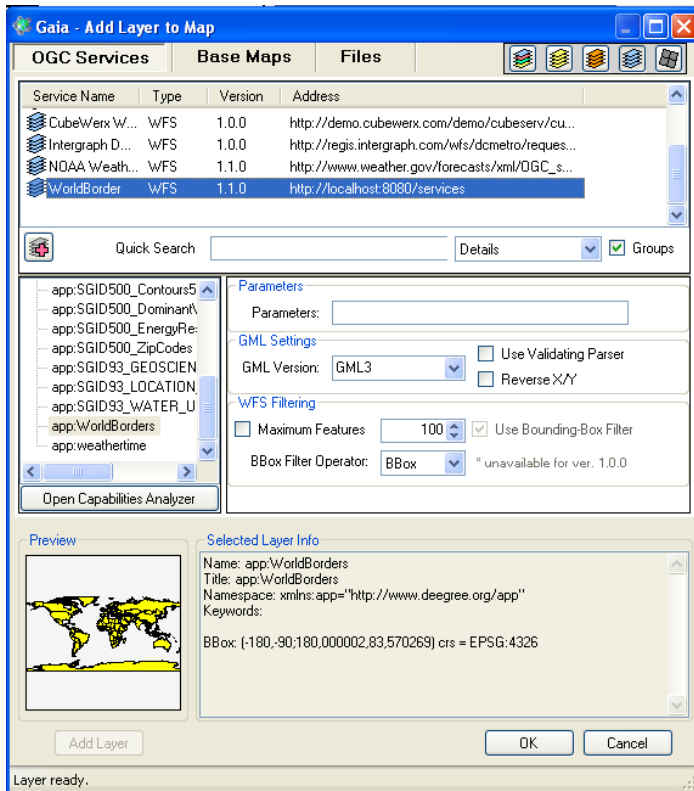 Gaia - Add Layer to Map
OGC Services Base Maps Files
Service Name Type Version Address
CubeWerx W... WFS 1.0.0 http://demo.cubewerx.com/demo/cubeserv/cu...
Intergraph D... WFS 1.0.0 http://regis.intergraph.com/wfs/dcmetro/reques...
NOAA Weath... WFS 1.1.0 http://www.weather.gov/forecasts/xml/OGC_s...
WorldBorder WFS 1.1.0 http://localhost:8080/services
Quick Search Details Groups
app:SGID500_Contours5
app:SGID500_Dominant
app:SGID500_EnergyRe
app:SGID500_ZipCodes
app:SGID93_GEOSCIEN
app:SGID93_LOCATION_
app:SGID93_WATER_U
app:WorldBorders
app:weathertime
Open Capabilities Analyzer
Parameters
Parameters:
GML Settings
GML Version: GML3 Use Validating Parser
Reverse X/Y
WFS Filtering
Maximum Features 100 Use Bounding-Box Filter
BBox Filter Operator: BBox * unavailable for ver. 1.0.0
Preview
Selected Layer Info
Name: app:WorldBorders
Title: app:WorldBorders
Namespace: xmlns:app="http://www.deegree.org/app"
Keywords:
BBox: (-180,-90;180,000002,83,570269) crs = EPSG:4326
Add Layer OK Cancel
Layer ready.